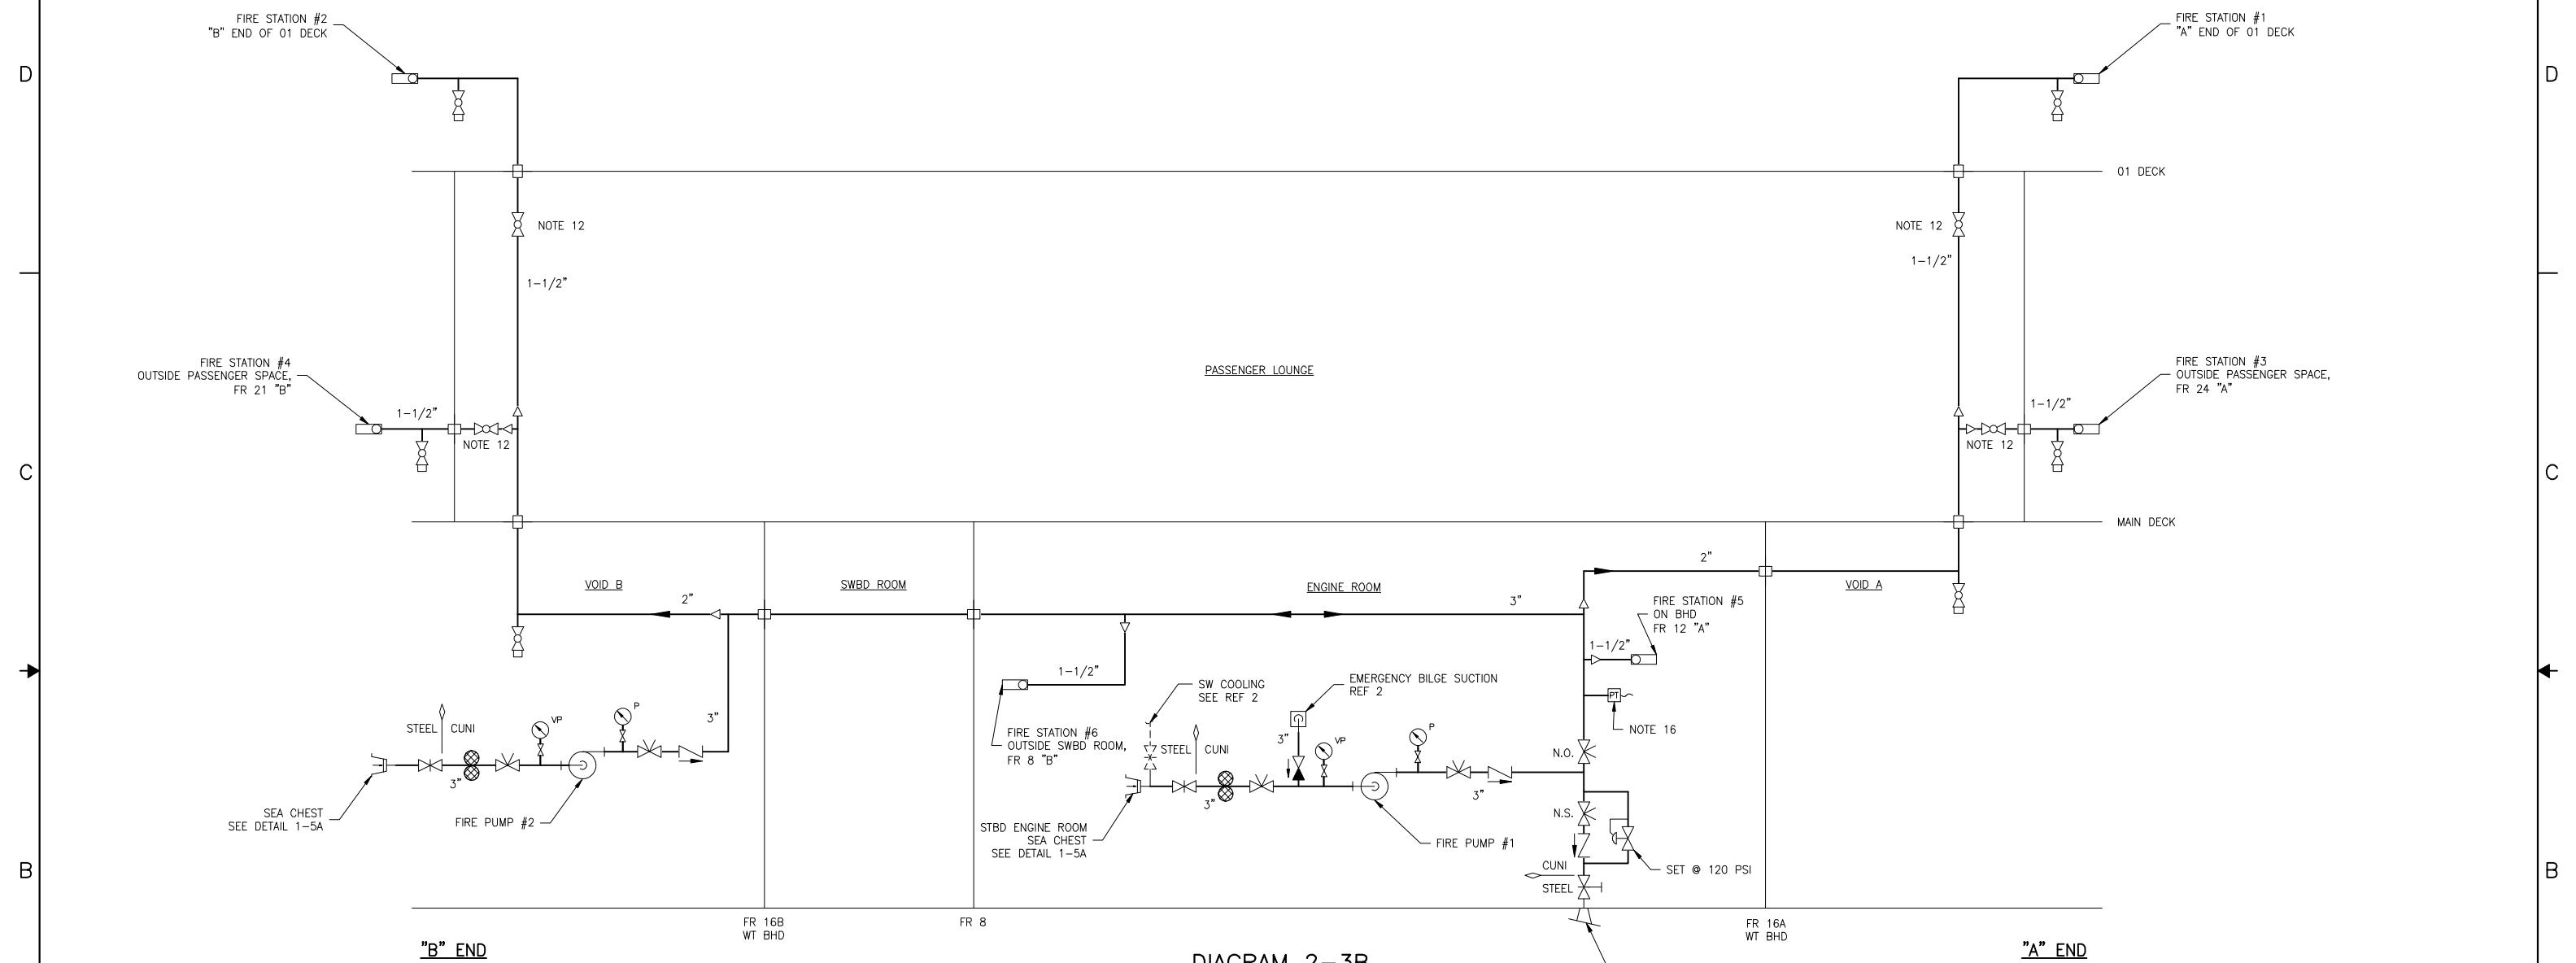 FIRE STATION #2
"B" END OF 01 DECK
FIRE STATION #1
"A" END OF 01 DECK
D
D
01 DECK
NOTE 12
NOTE 12
1-1/2"
1-1/2"
FIRE STATION #4
OUTSIDE PASSENGER SPACE,
FR 21 "B"
PASSENGER LOUNGE
FIRE STATION #3
OUTSIDE PASSENGER SPACE,
FR 24 "A"
1-1/2"
1-1/2"
NOTE 12
NOTE 12
C
C
MAIN DECK
VOID B
SWBD ROOM
ENGINE ROOM
2"
VOID A
2"
3"
FIRE STATION #5
ON BHD
FR 12 "A"
1-1/2"
1-1/2"
SW COOLING
SEE REF 2
EMERGENCY BILGE SUCTION
REF 2
PT
NOTE 16
STEEL
CUNI
VP
P
3"
FIRE STATION #6
OUTSIDE SWBD ROOM,
FR 8 "B"
STEEL
CUNI
3"
VP
P
N.O.
3"
3"
3"
SEA CHEST
SEE DETAIL 1-5A
FIRE PUMP #2
STBD ENGINE ROOM
SEA CHEST
SEE DETAIL 1-5A
FIRE PUMP #1
N.S.
CUNI
STEEL
SET @ 120 PSI
B
B
FR 16B
WT BHD
FR 8
FR 16A
WT BHD
"B" END
DIAGRAM 2-3B
"A" END